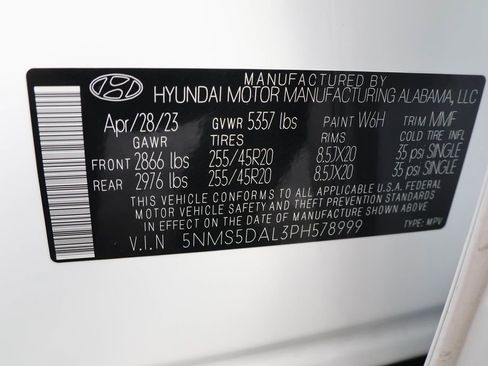 MANUFACTURED BY
HYUNDAI MOTOR MANUFACTURING ALABAMA, LLC
Apr/28/23 GVWR 5357 lbs PAINT W6H TRIM MMF
GAWR TIRES RIMS COLD TIRE INFL
FRONT 2866 lbs 255/45R20 8.5JX20 35 psi SINGLE
REAR 2976 lbs 255/45R20 8.5JX20 35 psi SINGLE
THIS VEHICLE CONFORMS TO ALL APPLICABLE U.S.A. FEDERAL
MOTOR VEHICLE SAFETY AND THEFT PREVENTION STANDARDS
IN EFFECT ON THE DATE OF MANUFACTURE SHOWN ABOVE.
V.I.N 5NMS5DAL3PH578999 TYPE: MPV